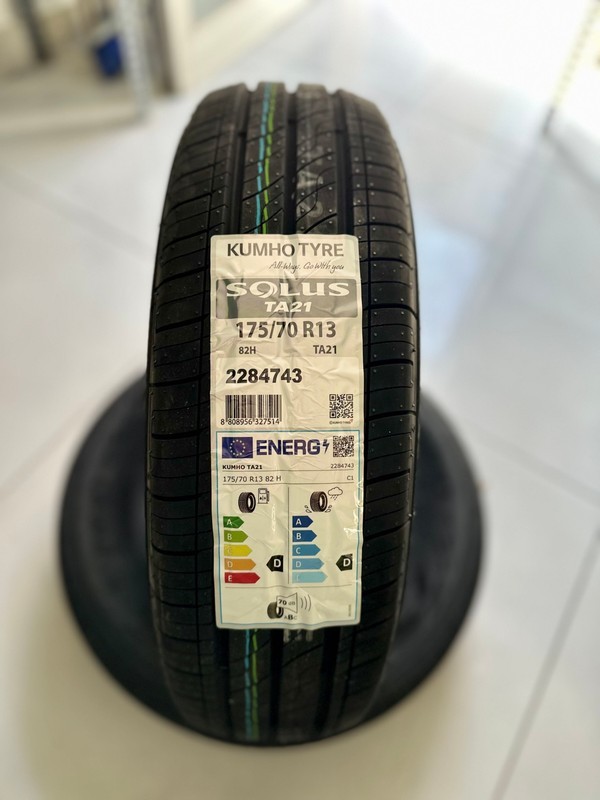 KUMHO TYRE
All-Ways, Go With you
SOLUS
TA21
175/70 R13
82H TA21
2284743
8 808956 327514
ENERG
KUMHO TA21 2284743
175/70 R13 82 H C1
A A
B B
C
D D D D
E
70 dB
B